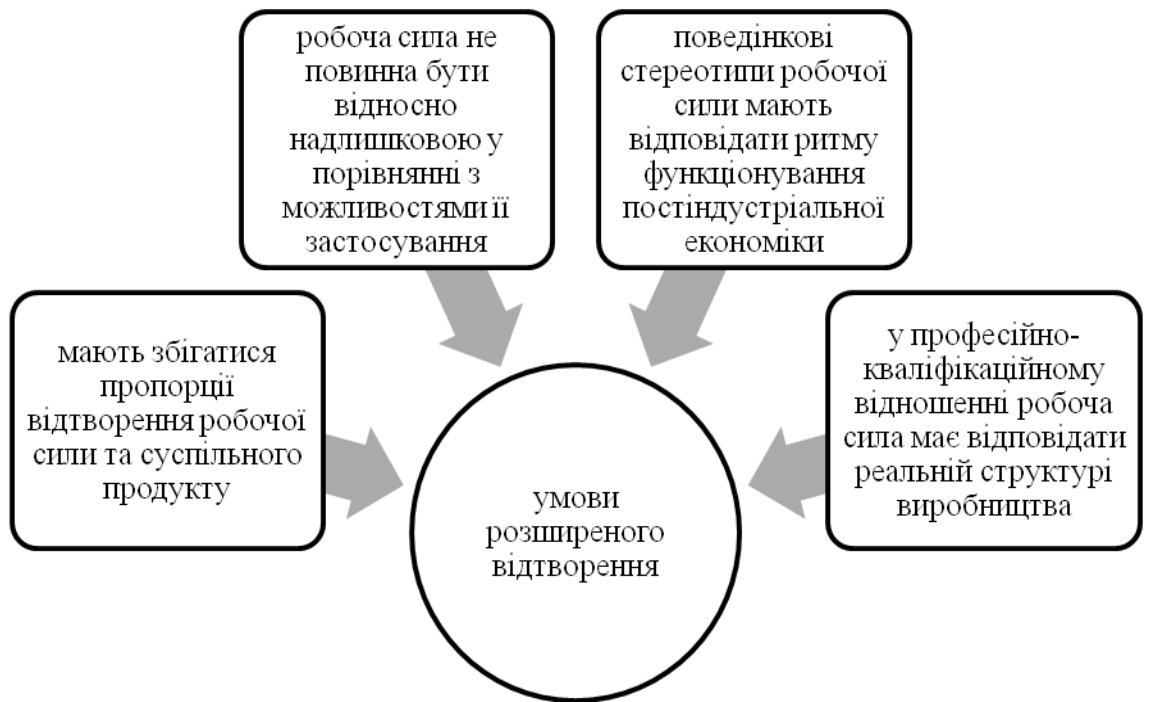 робоча сила не
повинна бути
відносно
надлишковою у
порівнянні з
можливостями її
застосування
поведінкові
стереотипи робочої
сили мають
відповідати ритму
функціонування
постіндустріальної
економіки
мають збігатися
пропорції
відтворення робочої
сили та суспільного
продукту
у професійно-
кваліфікаційному
відношенні робоча
сила має відповідати
реальній структурі
виробництва
умови
розширеного
відтворення